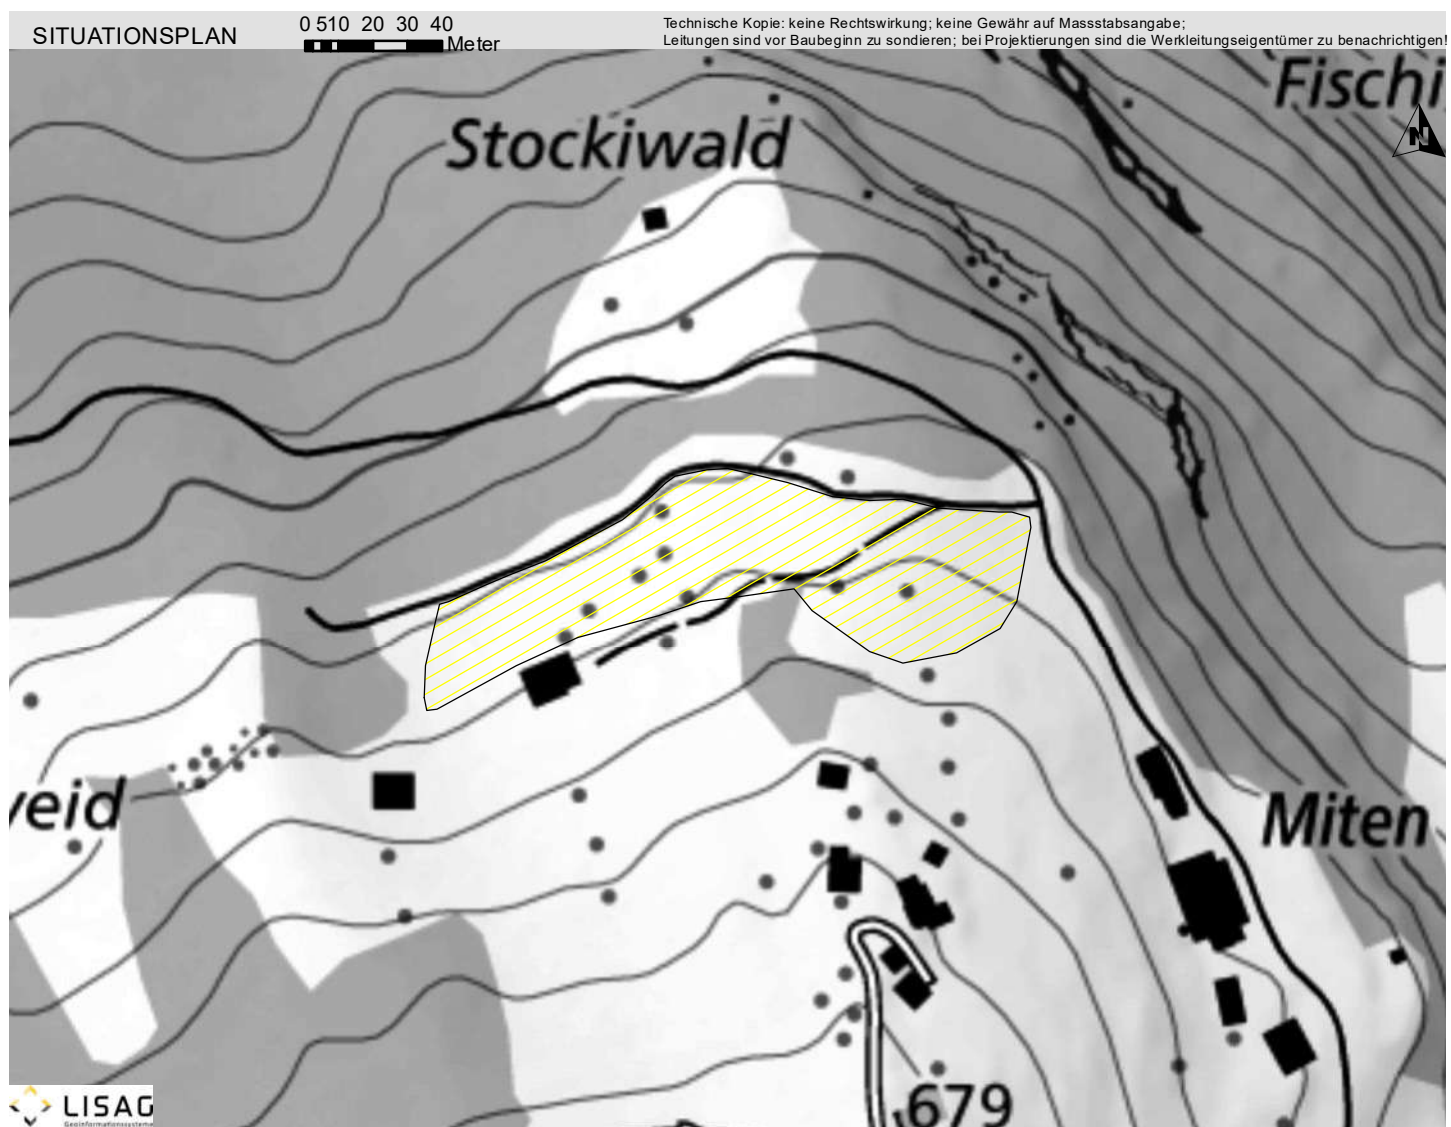 SITUATIONSPLAN
0 510 20 30 40
Meter
Technische Kopie: keine Rechtswirkung; keine Gewähr auf Massstabsangabe;
Leitungen sind vor Baubeginn zu sondieren; bei Projektierungen sind die Werkleitungseigentümer zu benachrichtigen!
Fischi
N
Stockiwald
veid
Miten
679
LISAG
Geoinformationssysteme